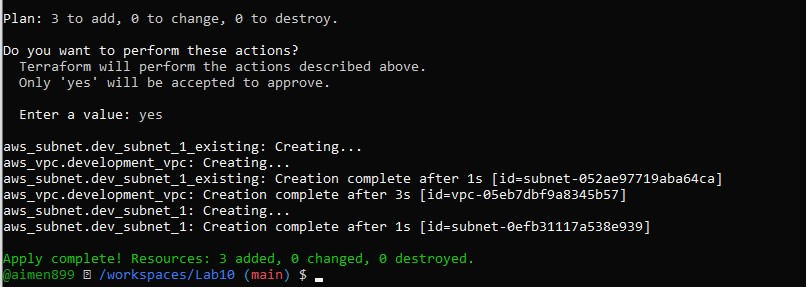 Plan: 3 to add, 0 to change, 0 to destroy.
Do you want to perform these actions?
Terraform will perform the actions described above.
Only 'yes' will be accepted to approve.
Enter a value: yes
aws_subnet.dev_subnet_1_existing: Creating...
aws_vpc.development_vpc: Creating...
aws_subnet.dev_subnet_1_existing: Creation complete after 1s [id=subnet-052ae97719aba64ca]
aws_vpc.development_vpc: Creation complete after 3s [id=vpc-05eb7dbf9a8345b57]
aws_subnet.dev_subnet_1: Creating...
aws_subnet.dev_subnet_1: Creation complete after 1s [id=subnet-0efb31117a538e939]
Apply complete! Resources: 3 added, 0 changed, 0 destroyed.
@aimen899 /workspaces/Lab10 (main) $